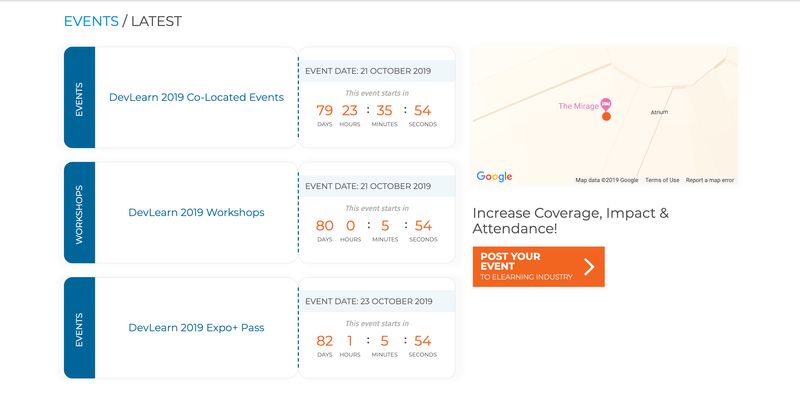 EVENTS / LATEST
EVENTS
DevLearn 2019 Co-Located Events
EVENT DATE: 21 OCTOBER 2019
This event starts in
79 23 : 35 : 54
DAYS HOURS MINUTES SECONDS
WORKSHOPS
DevLearn 2019 Workshops
EVENT DATE: 21 OCTOBER 2019
This event starts in
80 0 : 5 : 54
DAYS HOURS MINUTES SECONDS
EVENTS
DevLearn 2019 Expo+ Pass
EVENT DATE: 23 OCTOBER 2019
This event starts in
82 1 : 5 : 54
DAYS HOURS MINUTES SECONDS
The Mirage
Atrium
Google
Map data ©2019 Google Terms of Use Report a map error
Increase Coverage, Impact &
Attendance!
POST YOUR
EVENT
TO ELEARNING INDUSTRY